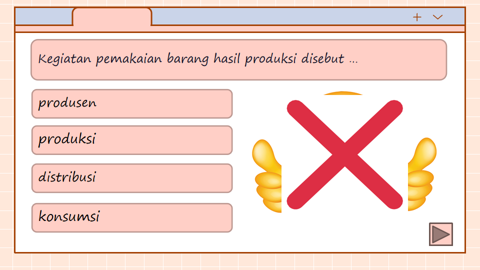 Kegiatan pemakaian barang hasil produksi disebut ...
produsen
produksi
distribusi
konsumsi